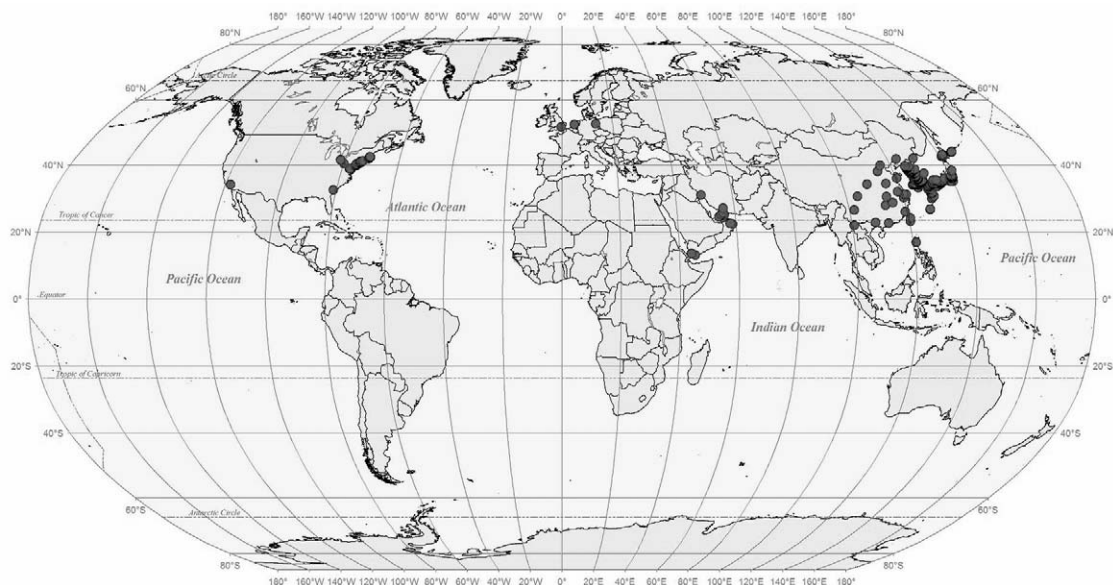 180° 160°W 140°W 120°W 100°W 80°W 60°W 40°W 20°W 0° 20°E 40°E 60°E 80°E 100°E 120°E 140°E 160°E 180°
80°N 80°N
Arctic Circle
60°N 60°N
40°N 40°N
Atlantic Ocean
Tropic of Cancer
20°N 20°N
Pacific Ocean Pacific Ocean
Equator
0° 0°
Indian Ocean
20°S 20°S
Tropic of Capricorn
40°S 40°S
60°S 60°S
Antarctic Circle
80°S 80°S
180° 160°W 140°W 120°W 100°W 80°W 60°W 40°W 20°W 0° 20°E 40°E 60°E 80°E 100°E 120°E 140°E 160°E 180°